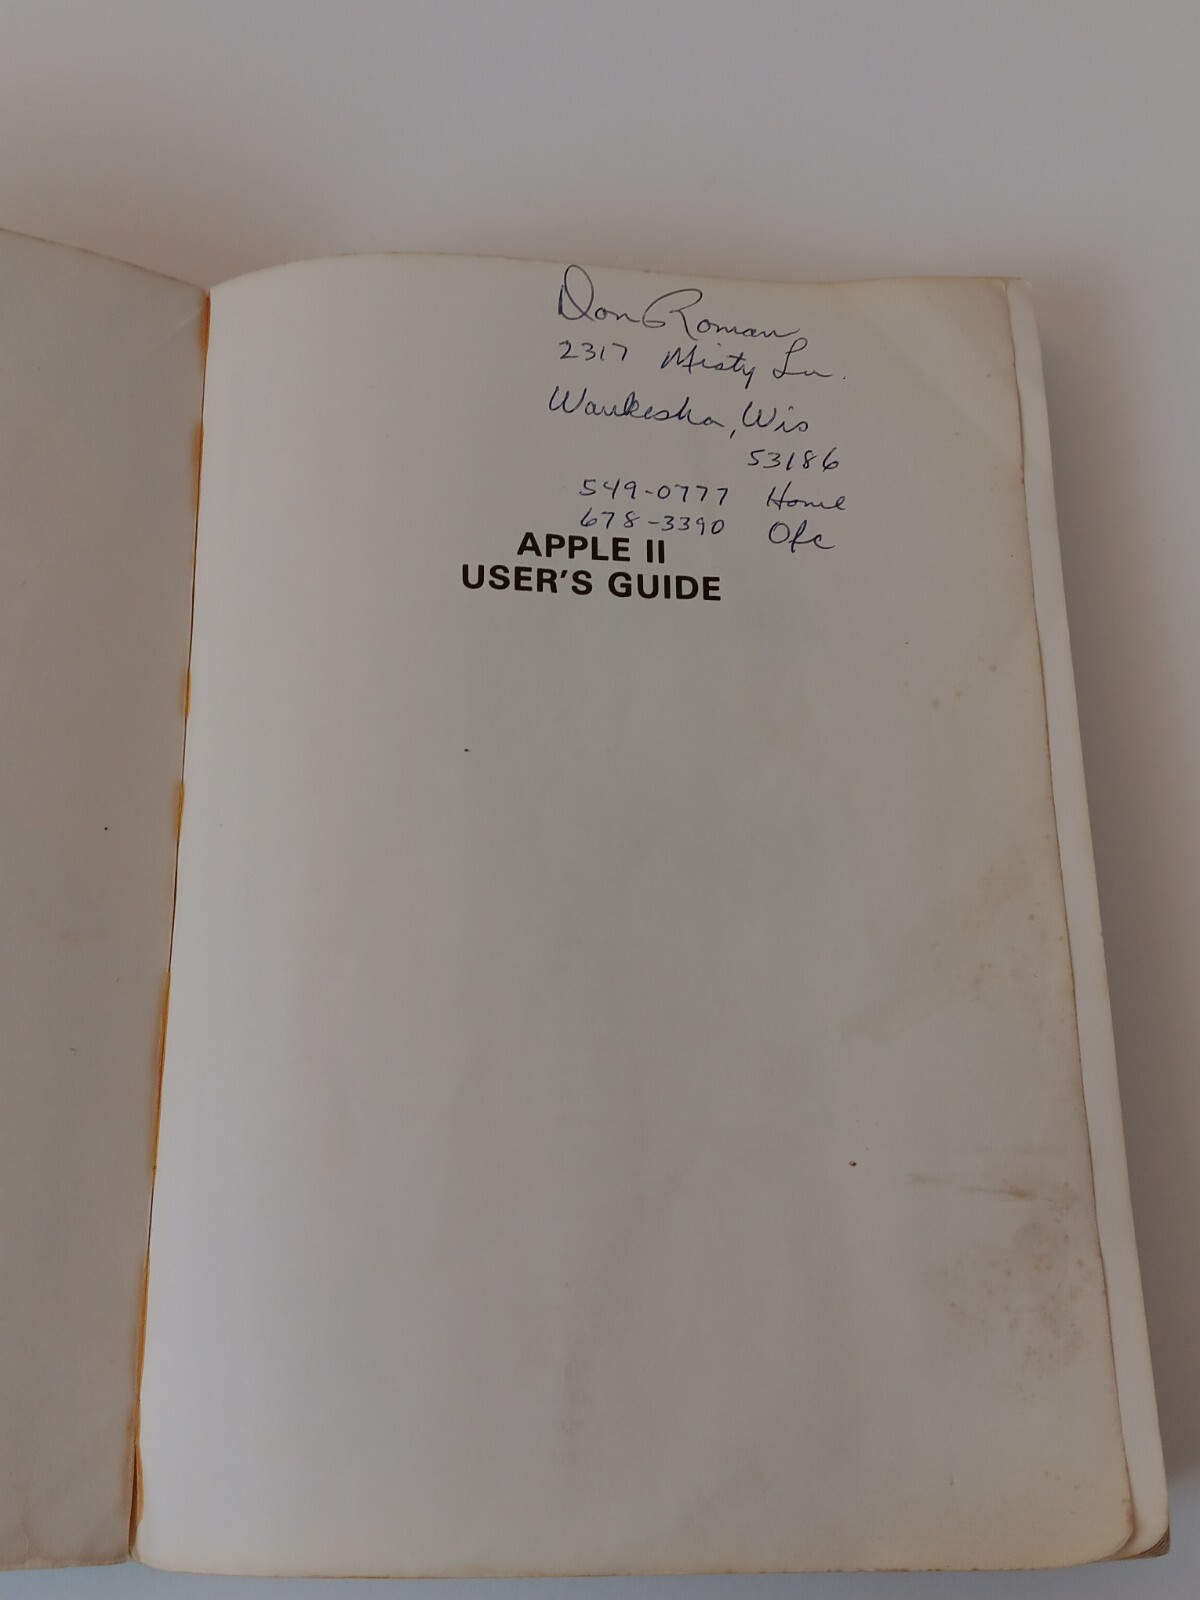 Don Roman
2317 Misty Ln.
Waukesha, Wis
53186
549-0777 Home
678-3390 Ofc
APPLE II
USER'S GUIDE